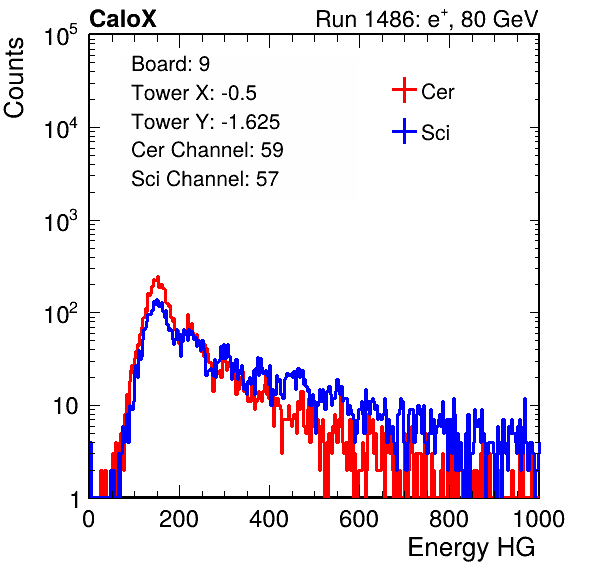 CaloX Run 1486: e⁺, 80 GeV
Counts
Board: 9
Tower X: -0.5
Tower Y: -1.625
Cer Channel: 59
Sci Channel: 57
Cer
Sci
10⁵
10⁴
10³
10²
10
1
0 200 400 600 800 1000
Energy HG